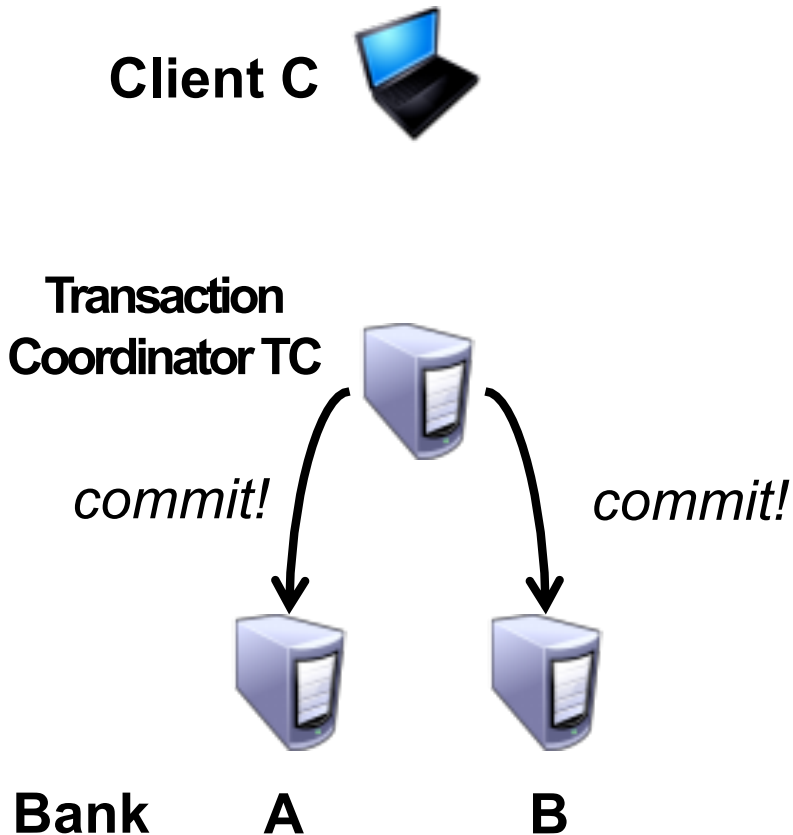 Client C
Transaction
Coordinator TC
commit!
commit!
Bank A B